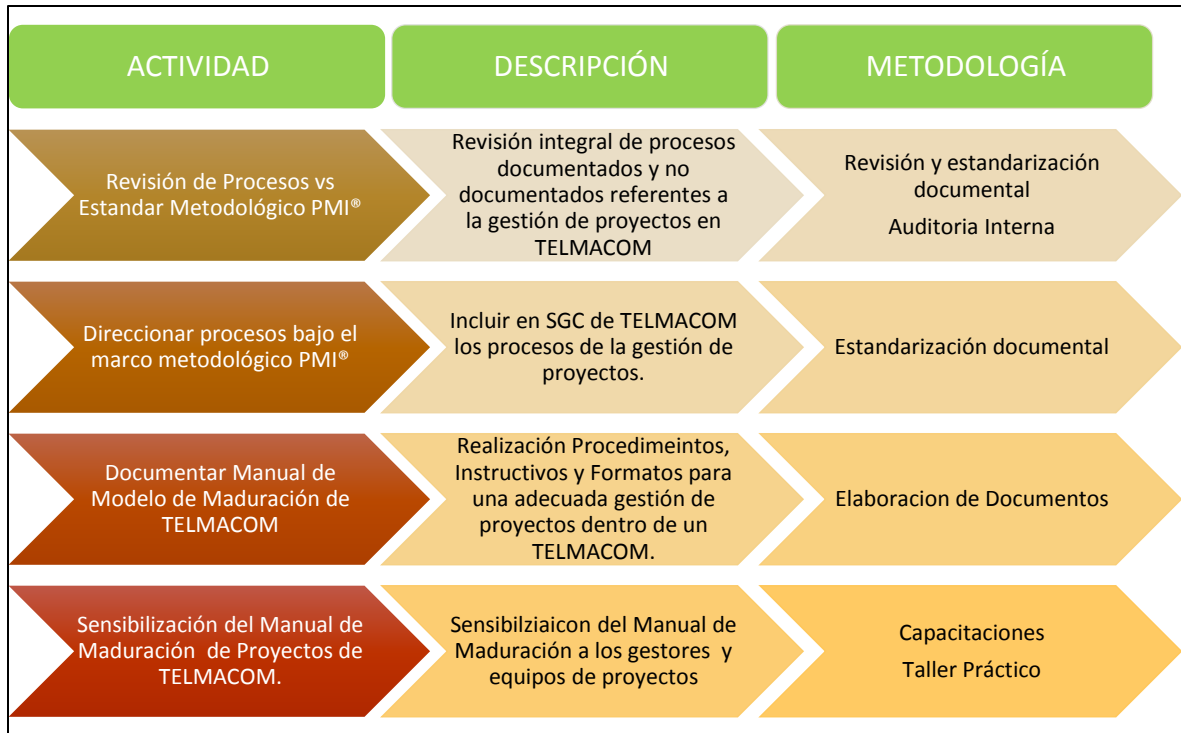 ACTIVIDAD
DESCRIPCIÓN
METODOLOGÍA
Revisión de Procesos vs
Estandar Metodológico PMI®
Revisión integral de procesos
documentados y no
documentados referentes a
la gestión de proyectos en
TELMACOM
Revisión y estandarización
documental
Auditoria Interna
Direccionar procesos bajo el
marco metodológico PMI®
Incluir en SGC de TELMACOM
los procesos de la gestión de
proyectos.
Estandarización documental
Documentar Manual de
Modelo de Maduración de
TELMACOM
Realización Procedimeintos,
Instructivos y Formatos para
una adecuada gestión de
proyectos dentro de un
TELMACOM.
Elaboracion de Documentos
Sensibilización del Manual de
Maduración de Proyectos de
TELMACOM.
Sensibilziaicon del Manual de
Maduración a los gestores y
equipos de proyectos
Capacitaciones
Taller Práctico